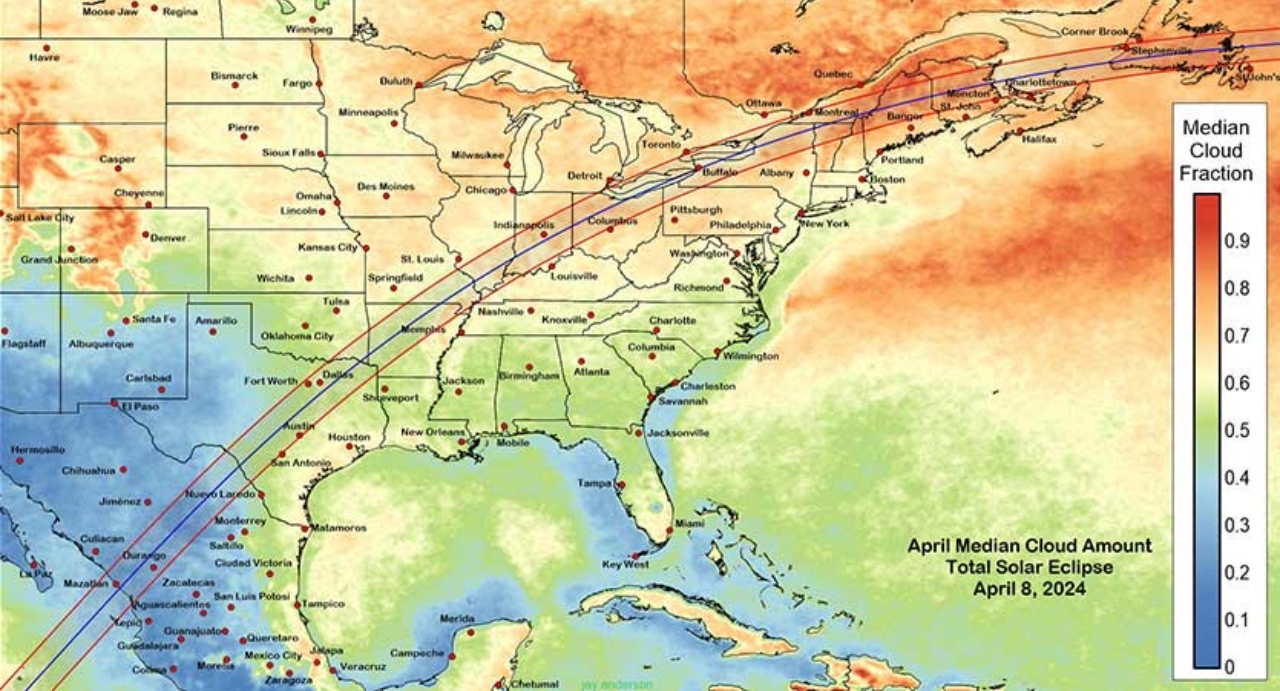 Moose Jaw
Regina
Winnipeg
Corner Brook
Stephenville
St. John's
Havre
Bismarck
Fargo
Duluth
Quebec
Charlottetown
Moncton
St. John
Ottawa
Montreal
Bangor
Halifax
Minneapolis
Pierre
Sioux Falls
Toronto
Milwaukee
Casper
Portland
Cheyenne
Omaha
Des Moines
Chicago
Detroit
Buffalo
Albany
Boston
Lincoln
Salt Lake City
Indianapolis
Columbus
Pittsburgh
Philadelphia
New York
Denver
Kansas City
St. Louis
Washington
Grand Junction
Wichita
Springfield
Louisville
Richmond
Tulsa
Nashville
Knoxville
Charlotte
Santa Fe
Amarillo
Oklahoma City
Memphis
Flagstaff
Albuquerque
Columbia
Wilmington
Carlsbad
Fort Worth
Dallas
Shreveport
Jackson
Birmingham
Atlanta
Charleston
Savannah
El Paso
Austin
Houston
New Orleans
Mobile
Jacksonville
Hermosillo
Chihuahua
San Antonio
Jiménez
Nuevo Laredo
Tampa
Monterrey
Matamoros
Miami
Culiacan
Saltillo
Durango
Ciudad Victoria
Key West
La Paz
Mazatlan
Zacatecas
Aguascalientes
San Luis Potosi
Tampico
Tepic
Guanajuato
Queretaro
Merida
Guadalajara
Mexico City
Jalapa
Campeche
Colima
Morelia
Zaragoza
Veracruz
Chetumal
jay anderson
April Median Cloud Amount
Total Solar Eclipse
April 8, 2024
Median
Cloud
Fraction
0.9
0.8
0.7
0.6
0.5
0.4
0.3
0.2
0.1
0